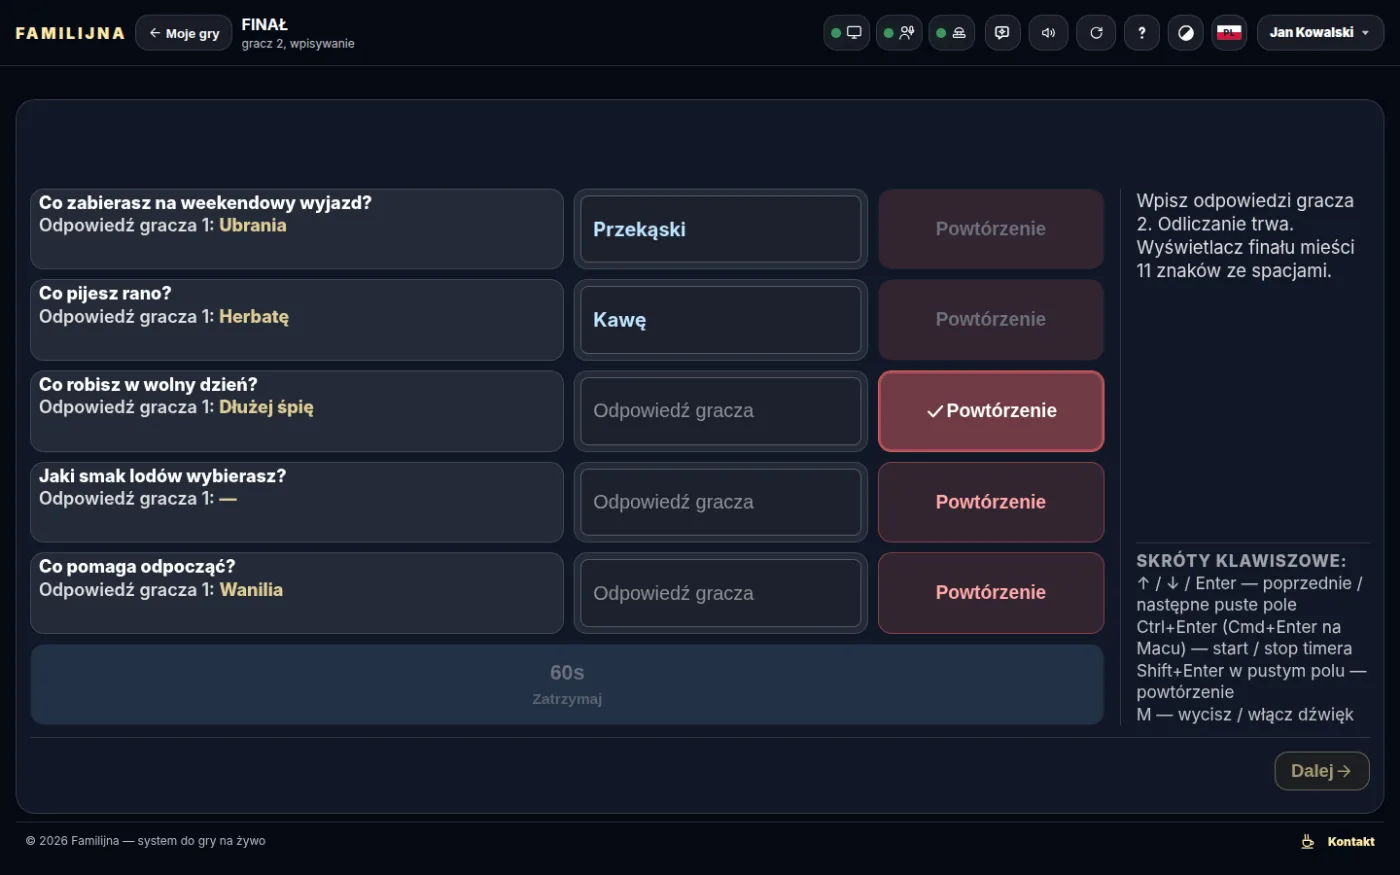 FAMILIJNA
← Moje gry
FINAŁ
gracz 2, wpisywanie
?
PL
Jan Kowalski
Co zabierasz na weekendowy wyjazd?
Odpowiedź gracza 1: Ubrania
Przekąski
Powtórzenie
Co pijesz rano?
Odpowiedź gracza 1: Herbatę
Kawę
Powtórzenie
Co robisz w wolny dzień?
Odpowiedź gracza 1: Dłużej śpię
Odpowiedź gracza
✓ Powtórzenie
Jaki smak lodów wybierasz?
Odpowiedź gracza 1: —
Odpowiedź gracza
Powtórzenie
Co pomaga odpocząć?
Odpowiedź gracza 1: Wanilia
Odpowiedź gracza
Powtórzenie
60s
Zatrzymaj
Wpisz odpowiedzi gracza
2. Odliczanie trwa.
Wyświetlacz finału mieści
11 znaków ze spacjami.
SKRÓTY KLAWISZOWE:
↑ / ↓ / Enter — poprzednie /
następne puste pole
Ctrl+Enter (Cmd+Enter na
Macu) — start / stop timera
Shift+Enter w pustym polu —
powtórzenie
M — wycisz / włącz dźwięk
Dalej →
© 2026 Familijna — system do gry na żywo
Kontakt